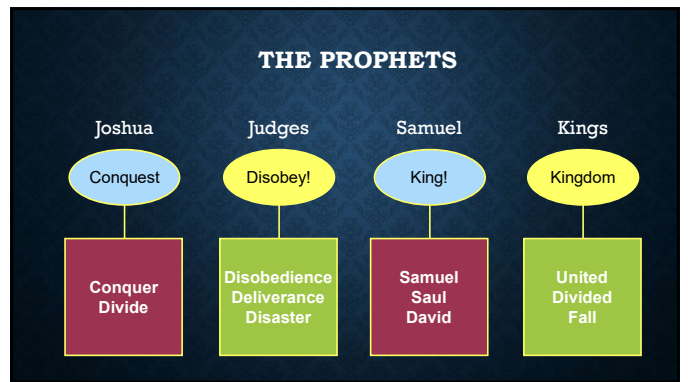 THE PROPHETS
Joshua
Judges
Samuel
Kings
Conquest
Disobey!
King!
Kingdom
Conquer
Divide
Disobedience
Deliverance
Disaster
Samuel
Saul
David
United
Divided
Fall